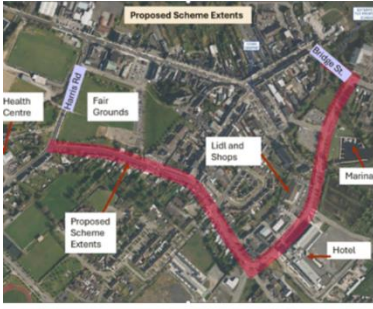 Proposed Scheme Extents
Bridge St.
Harris Rd
Health
Centre
Fair
Grounds
Lidl and
Shops
Marina
Proposed
Scheme
Extents
Hotel